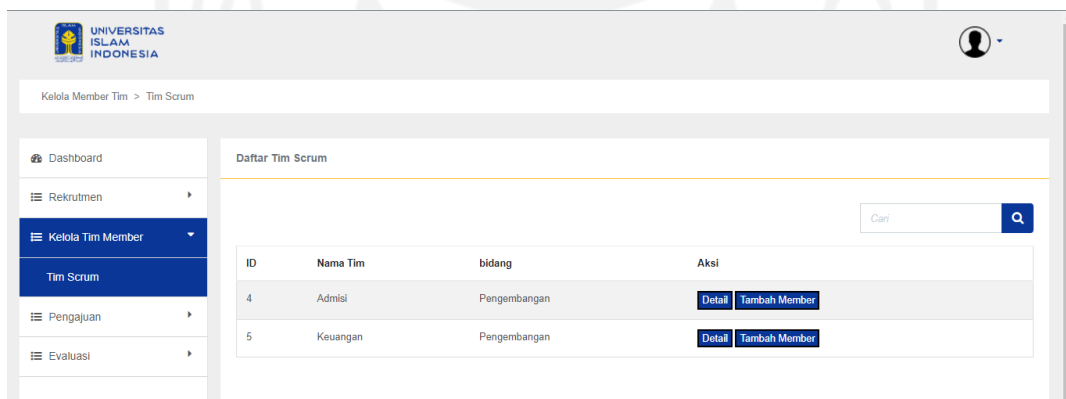 UNIVERSITAS
ISLAM
INDONESIA
Kelola Member Tim > Tim Scrum
Dashboard
Rekrutmen
Kelola Tim Member
Tim Scrum
Pengajuan
Evaluasi
Daftar Tim Scrum
Cari
ID Nama Tim bidang Aksi
4 Admisi Pengembangan Detail Tambah Member
5 Keuangan Pengembangan Detail Tambah Member